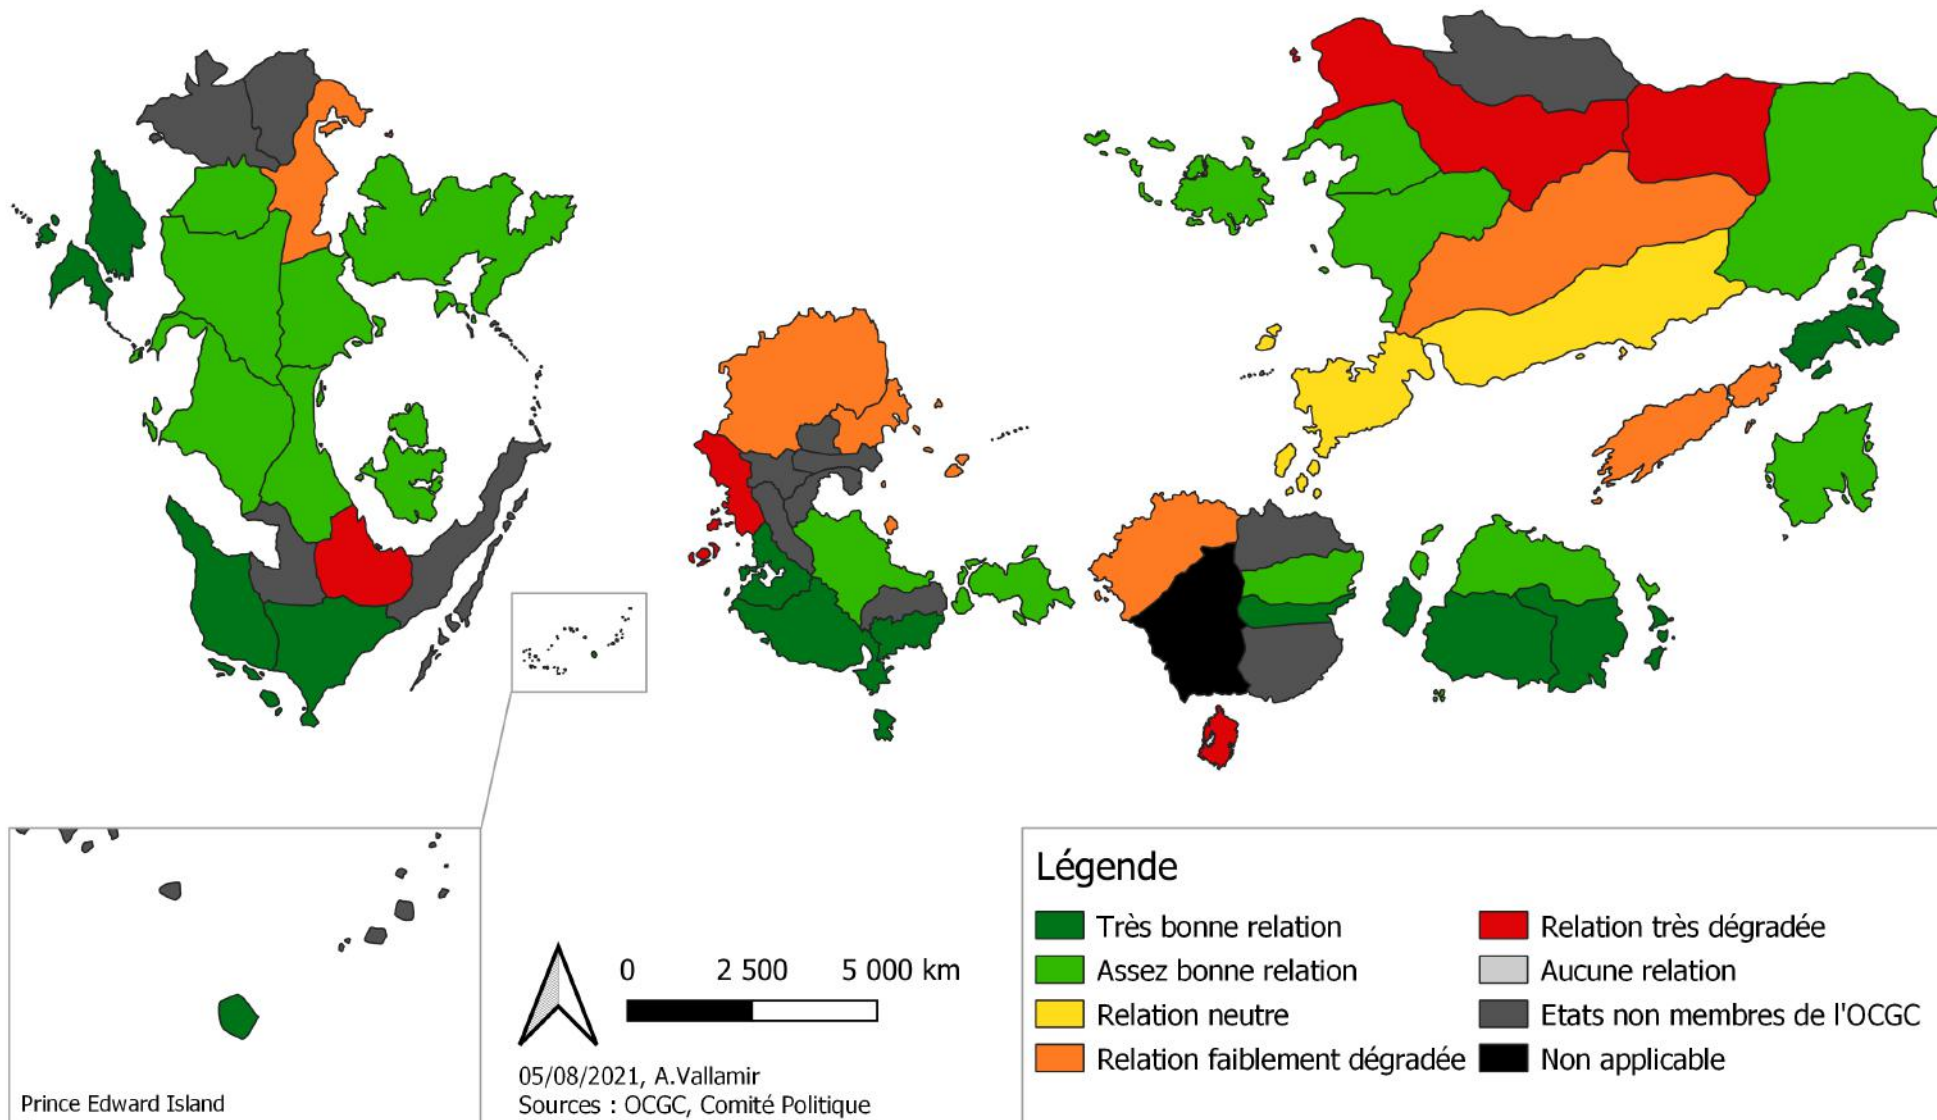 Légende
Très bonne relation
Assez bonne relation
Relation neutre
Relation faiblement dégradée
Relation très dégradée
Aucune relation
Etats non membres de l'OCGC
Non applicable
0 2 500 5 000 km
05/08/2021, A.Vallamir
Sources : OCGC, Comité Politique
Prince Edward Island